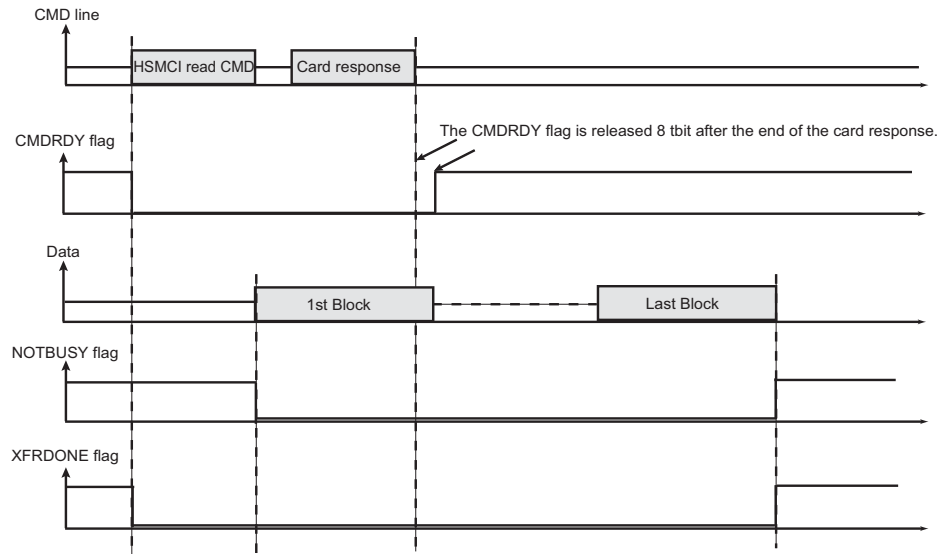 CMD line
HSMCI read CMD
Card response
CMDRDY flag
The CMDRDY flag is released 8 tbit after the end of the card response.
Data
1st Block
Last Block
NOTBUSY flag
XFRDONE flag